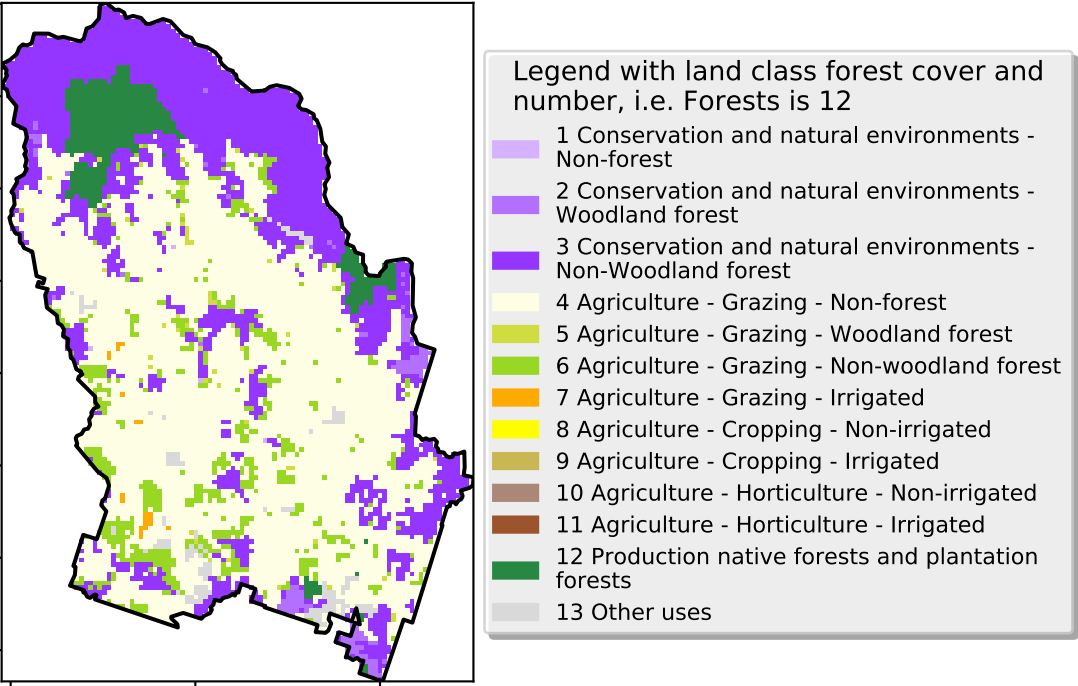 Legend with land class forest cover and
number, i.e. Forests is 12
1 Conservation and natural environments -
Non-forest
2 Conservation and natural environments -
Woodland forest
3 Conservation and natural environments -
Non-Woodland forest
4 Agriculture - Grazing - Non-forest
5 Agriculture - Grazing - Woodland forest
6 Agriculture - Grazing - Non-woodland forest
7 Agriculture - Grazing - Irrigated
8 Agriculture - Cropping - Non-irrigated
9 Agriculture - Cropping - Irrigated
10 Agriculture - Horticulture - Non-irrigated
11 Agriculture - Horticulture - Irrigated
12 Production native forests and plantation
forests
13 Other uses